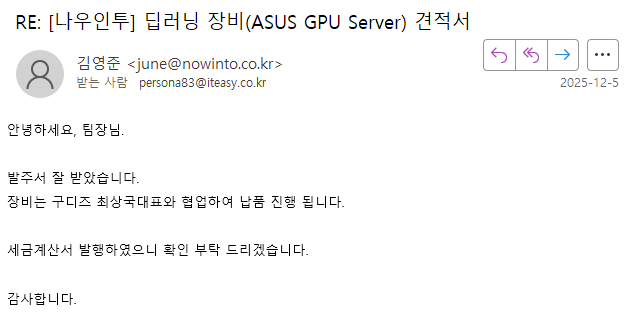 RE: [나우인투] 딥러닝 장비(ASUS GPU Server) 견적서
김영준 <june@nowinto.co.kr>
받는 사람 persona83@iteasy.co.kr
2025-12-5
안녕하세요, 팀장님.
발주서 잘 받았습니다.
장비는 구디즈 최상국대표와 협업하여 납품 진행 됩니다.
세금계산서 발행하였으니 확인 부탁 드리겠습니다.
감사합니다.